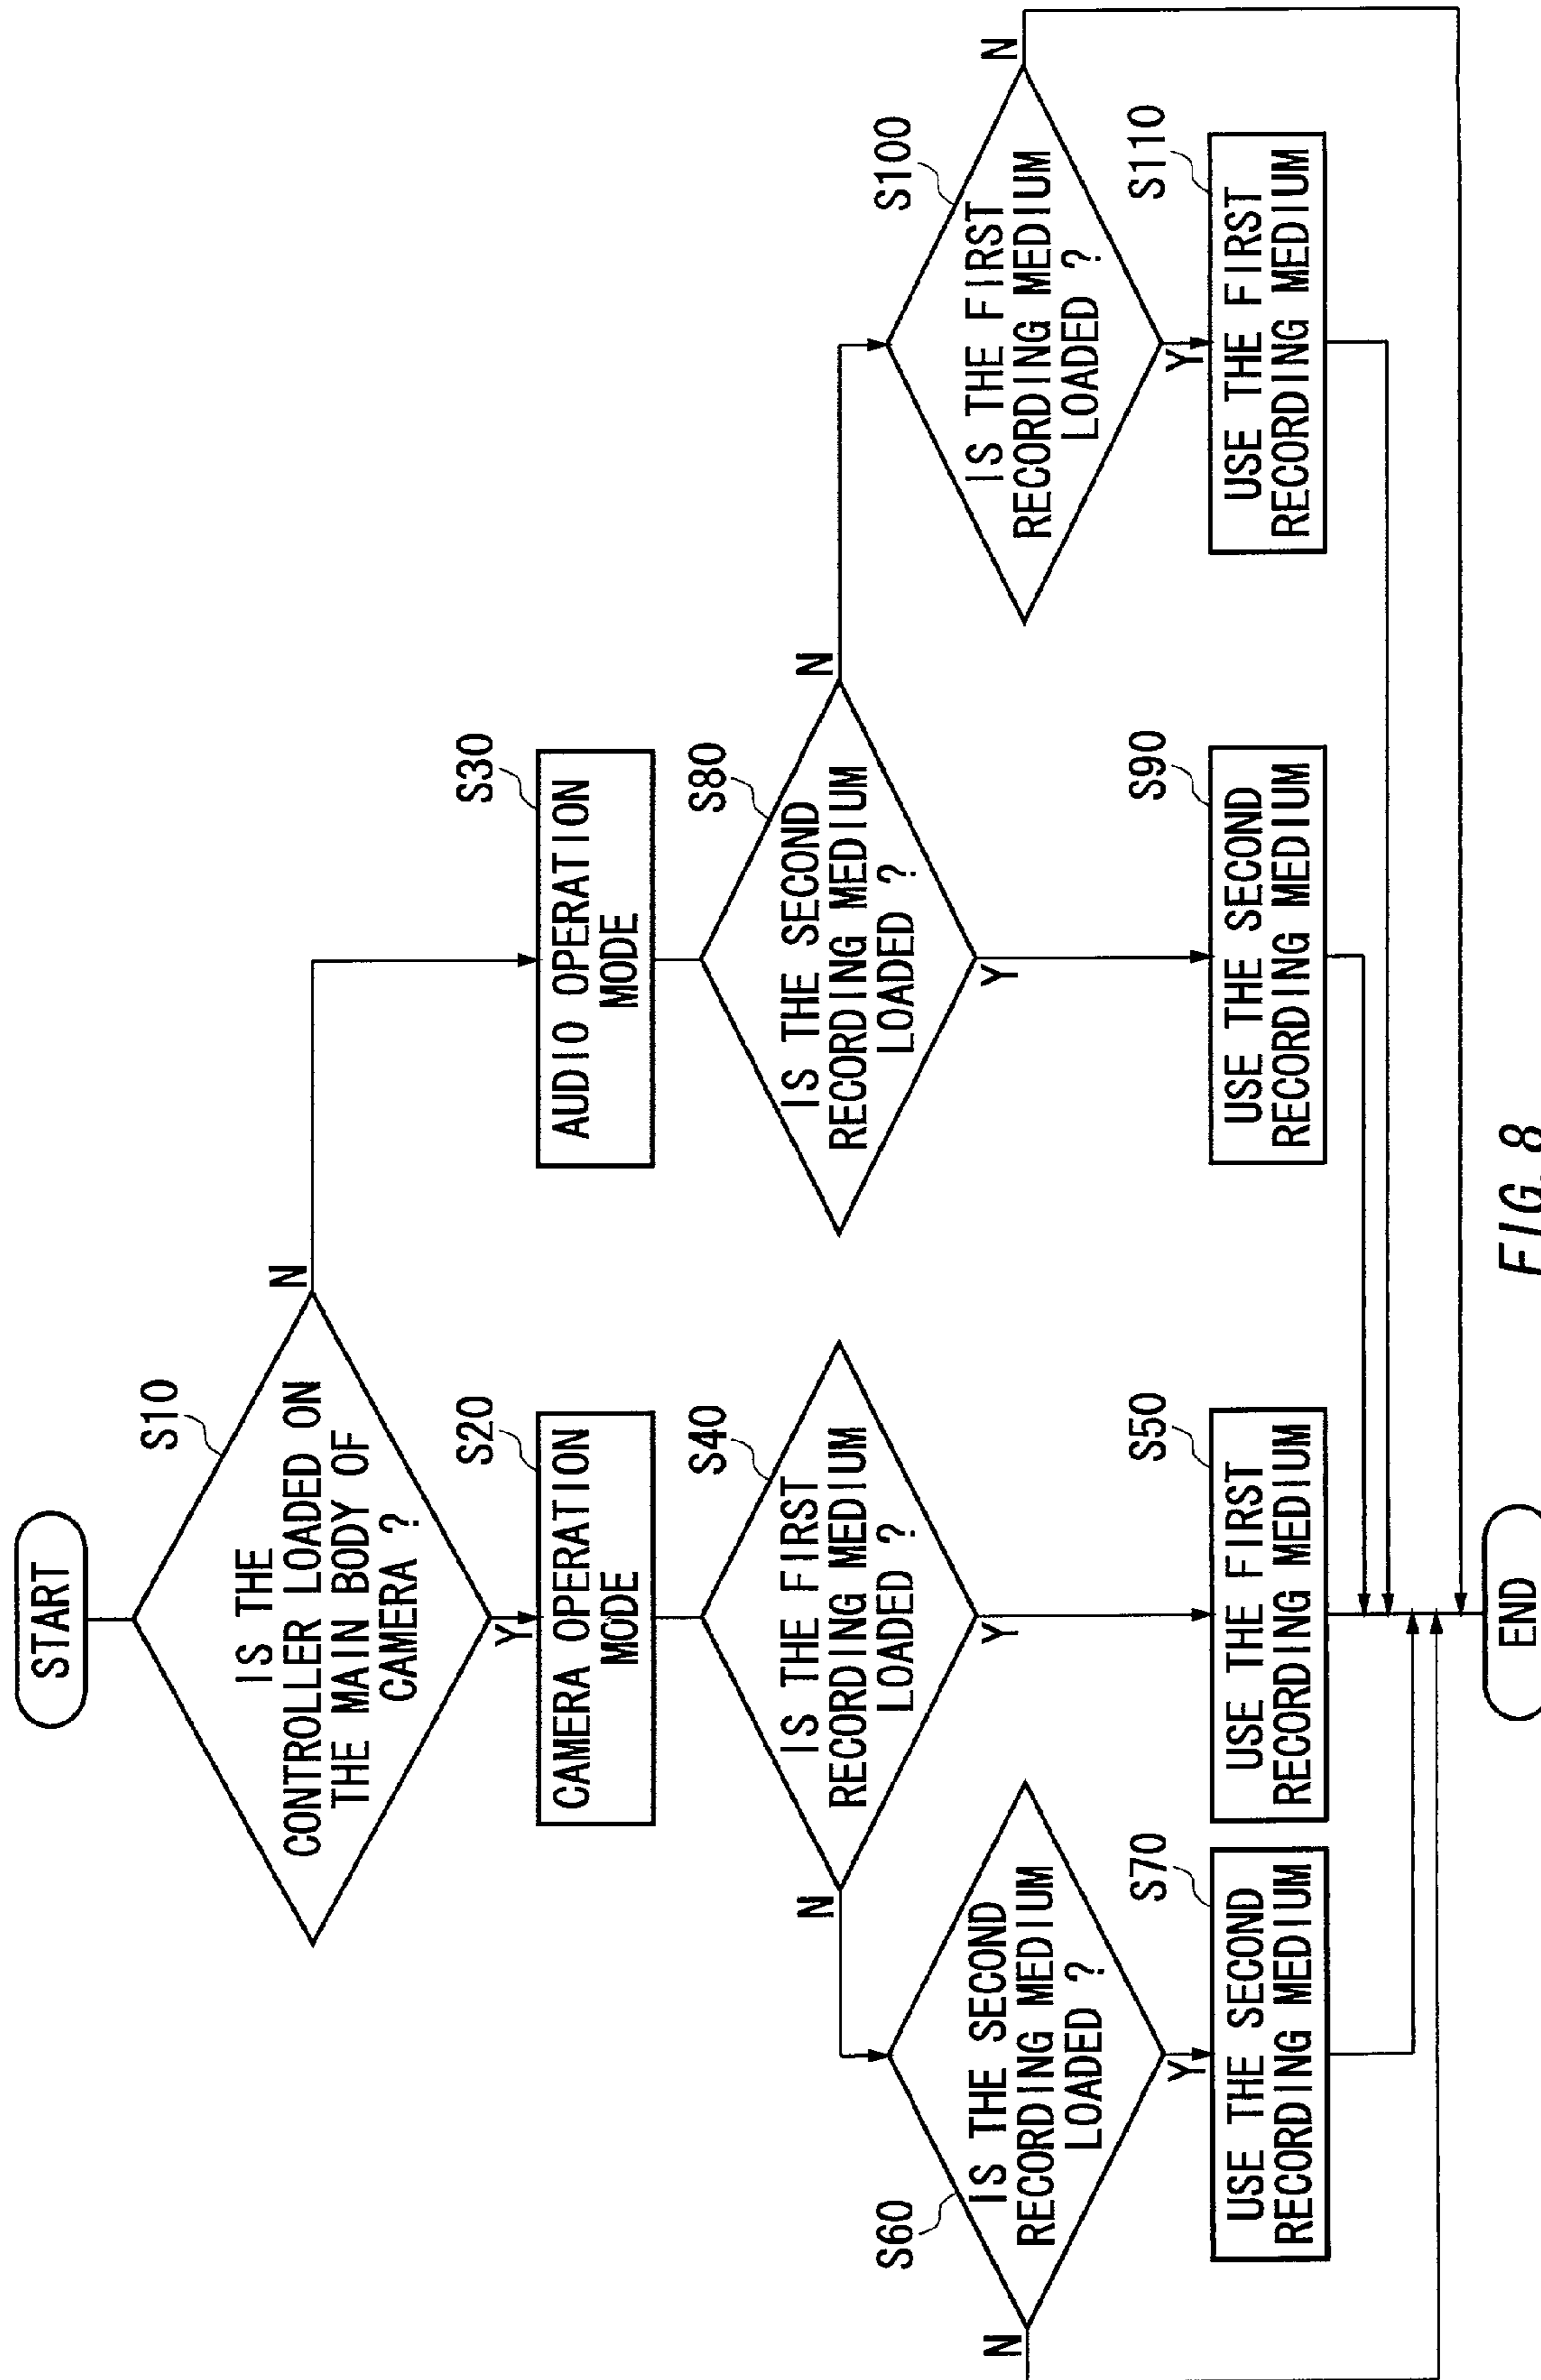 START
S10
IS THE
CONTROLLER LOADED ON
THE MAIN BODY OF
CAMERA ?
N
Y
S20
CAMERA OPERATION
MODE
S30
AUDIO OPERATION
MODE
S40
IS THE FIRST
RECORDING MEDIUM
LOADED ?
N
Y
S80
IS THE SECOND
RECORDING MEDIUM
LOADED ?
N
Y
S60
IS THE SECOND
RECORDING MEDIUM
LOADED ?
N
Y
S100
IS THE FIRST
RECORDING MEDIUM
LOADED ?
N
Y
S70
USE THE SECOND
RECORDING MEDIUM
S50
USE THE FIRST
RECORDING MEDIUM
S90
USE THE SECOND
RECORDING MEDIUM
S110
USE THE FIRST
RECORDING MEDIUM
END
FIG. 8